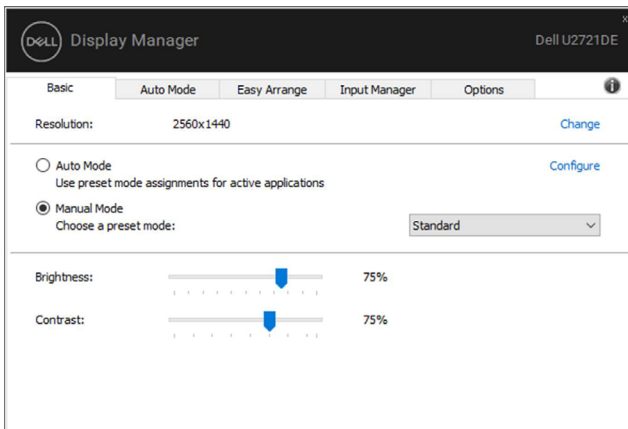 x
DELL Display Manager Dell U2721DE
Basic Auto Mode Easy Arrange Input Manager Options i
Resolution: 2560x1440 Change
Auto Mode Configure
Use preset mode assignments for active applications
Manual Mode
Choose a preset mode: Standard
Brightness: 75%
Contrast: 75%